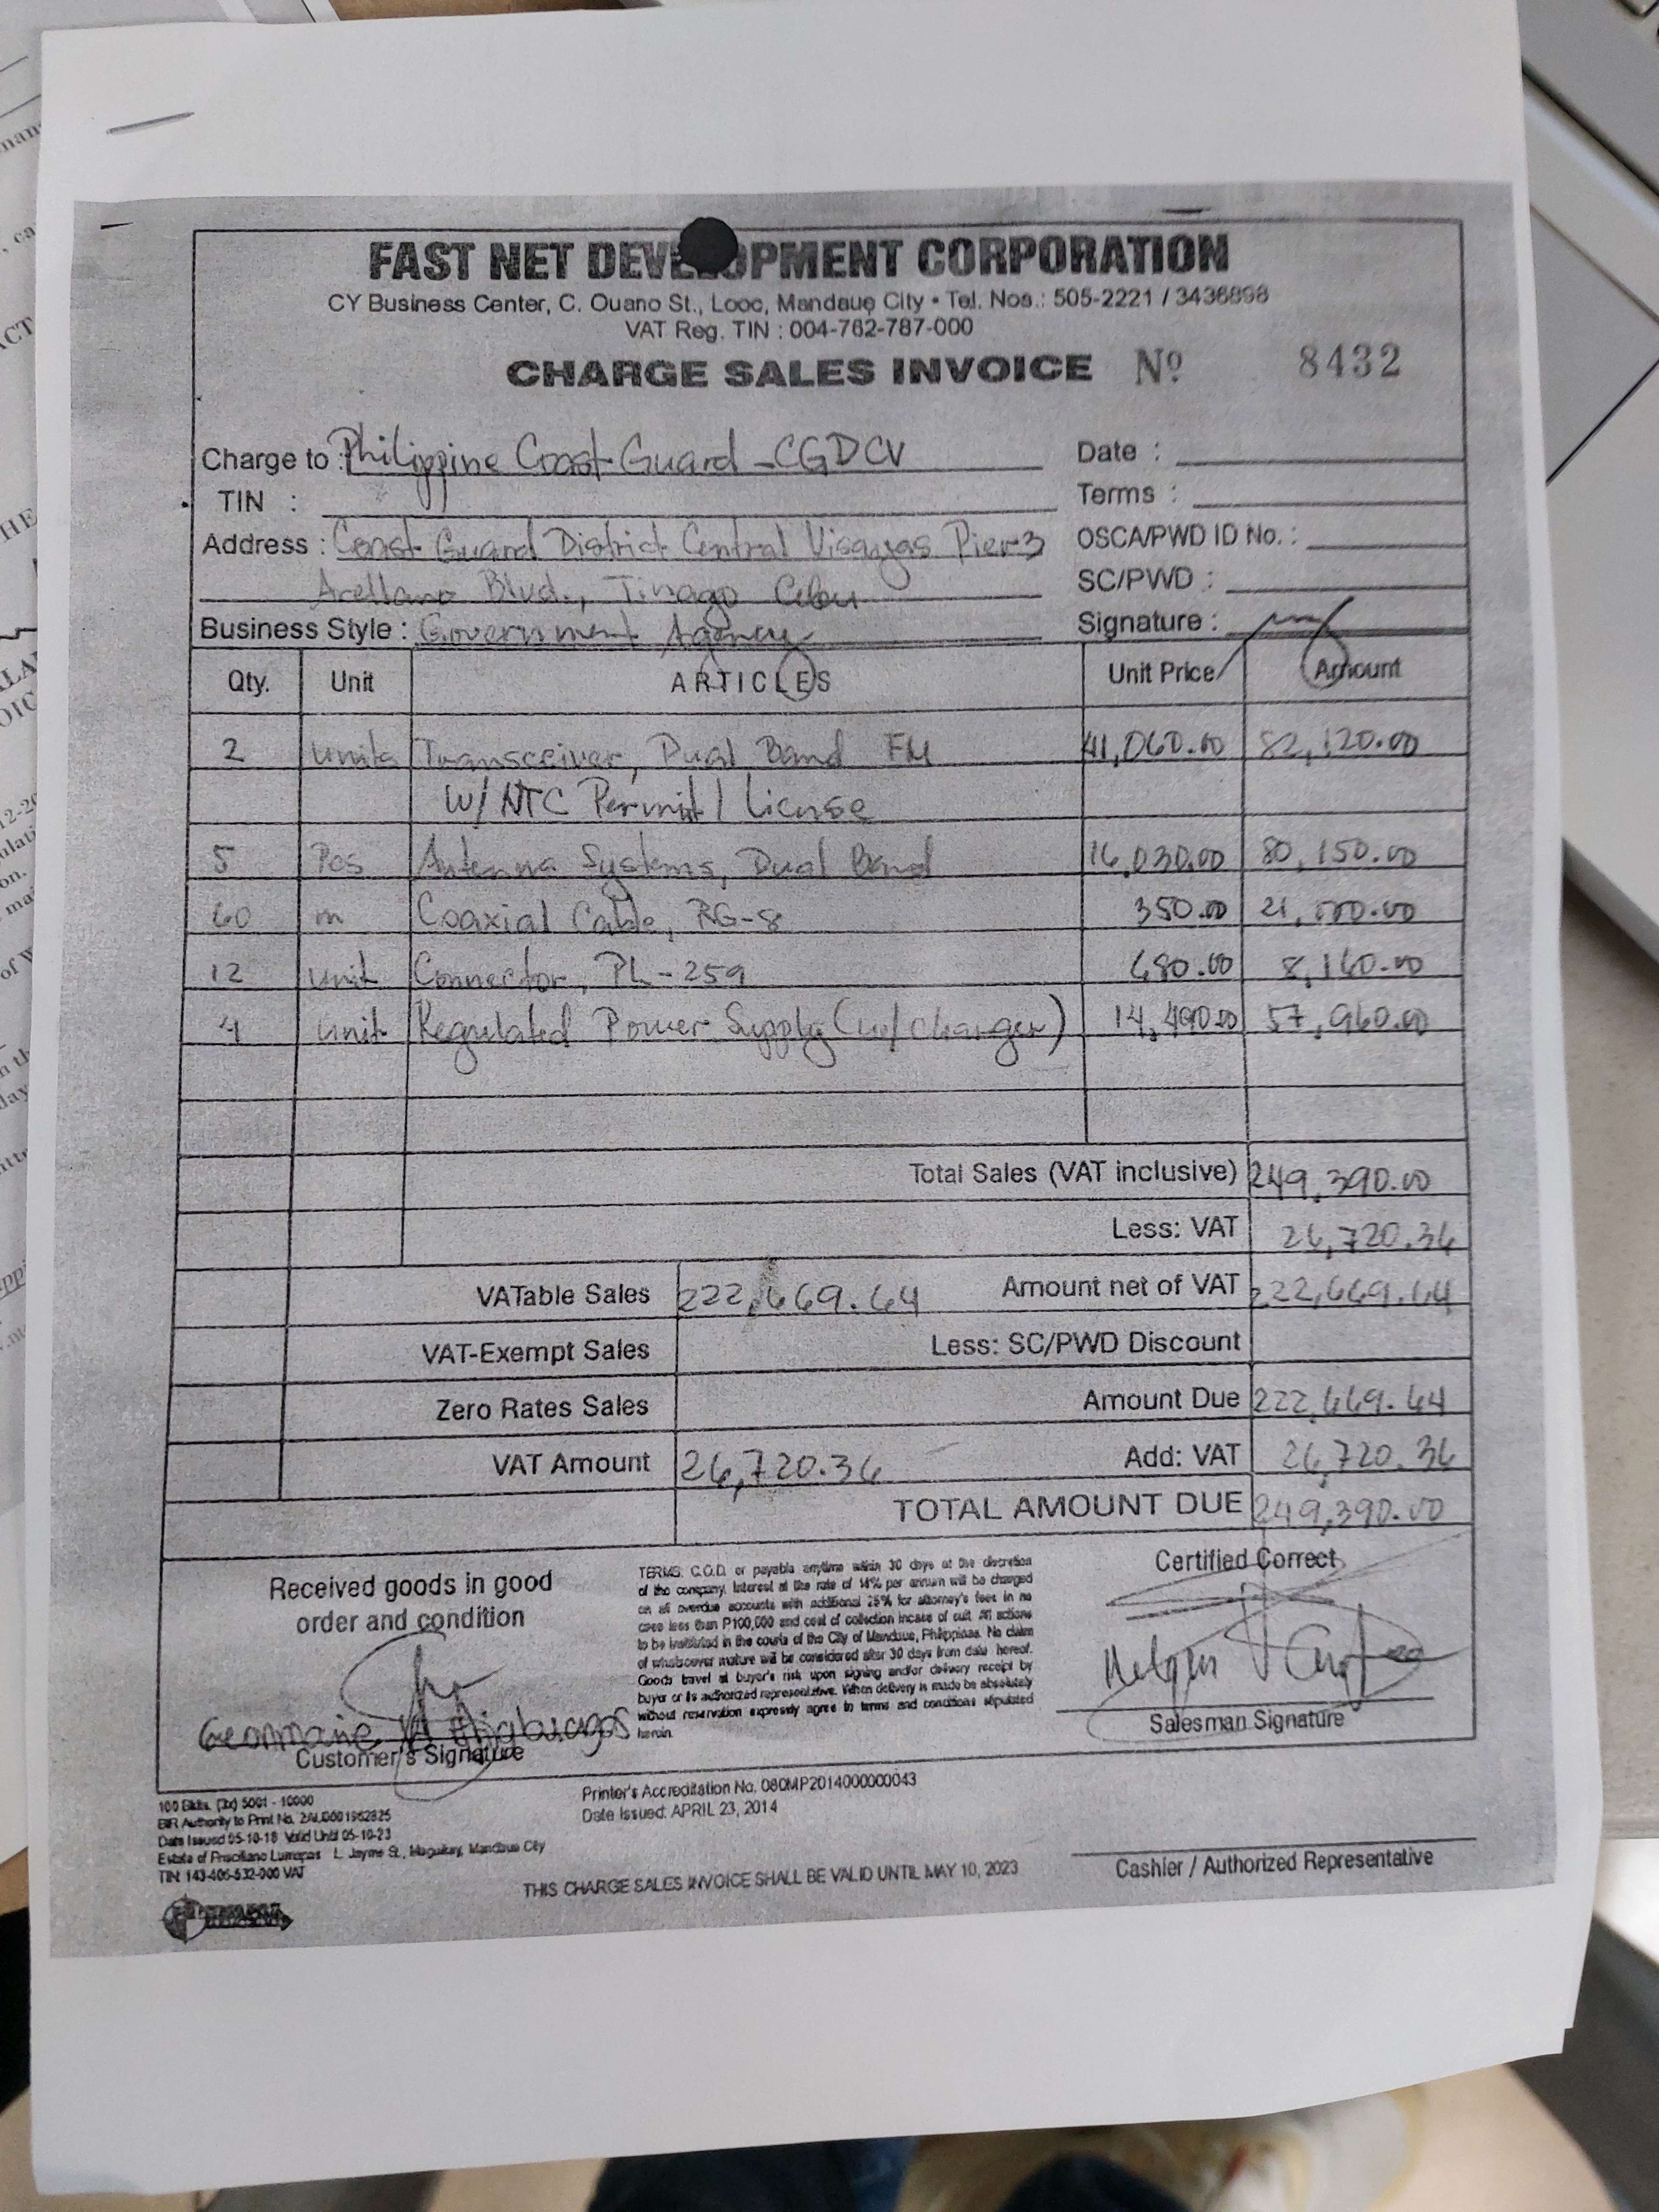 FAST NET DEVELOPMENT CORPORATION
CY Business Center, C. Ouano St., Looc, Mandaue City • Tel. Nos.: 505-2221 / 3436898
VAT Reg. TIN : 004-762-787-000
CHARGE SALES INVOICE Nº 8432
Charge to : Philippine Coast Guard - CGDCV Date :
TIN : Terms :
Address : Coast Guard District Central Visayas Pier 3 OSCA/PWD ID No. :
Arellano Blvd., Tinago Cebu SC/PWD :
Business Style : Government Agency Signature :
Qty. Unit ARTICLES Unit Price Amount
2 units Transceiver, Dual Band FM 41,060.00 82,120.00
W/ NTC Permit / License
5 Pcs Antenna Systems, Dual Band 16,030.00 80,150.00
60 m Coaxial Cable, RG-8 350.00 21,000.00
12 unit Connector, PL-259 680.00 8,160.00
4 unit Regulated Power Supply (w/ charger) 14,490.00 57,960.00
Total Sales (VAT inclusive) 249,390.00
Less: VAT 26,720.36
VATable Sales 222,669.64 Amount net of VAT 222,669.64
VAT-Exempt Sales Less: SC/PWD Discount
Zero Rates Sales Amount Due 222,669.64
VAT Amount 26,720.36 Add: VAT 26,720.36
TOTAL AMOUNT DUE 249,390.00
Received goods in good
order and condition
Customer's Signature
TERMS: C.O.D. or payable anytime within 30 days at the discretion
of the company. Interest at the rate of 14% per annum will be charged
on all overdue accounts with additional 25% for attorney's fees in no
case less than P100,000 and cost of collection incase of suit. All actions
to be instituted in the courts of the City of Mandaue, Philippines. No claim
of whatsoever nature will be considered after 30 days from date hereof.
Goods travel at buyer's risk upon signing and/or delivery receipt by
buyer or its authorized representative. When delivery is made be absolutely
without reservation expressly agree to terms and conditions stipulated
herein.
Certified Correct
Salesman Signature
100 Bklts. (3x) 5001 - 10000
BIR Authority to Print No. 2AU0001962825
Date Issued 05-10-18 Valid Until 05-10-23
Estate of Prisciliano Lumapas L. Jayme St., Maguikay, Mandaue City
TIN: 143-406-532-000 VAT
Printer's Accreditation No. 080MP2014000000043
Date Issued: APRIL 23, 2014
THIS CHARGE SALES INVOICE SHALL BE VALID UNTIL MAY 10, 2023
Cashier / Authorized Representative